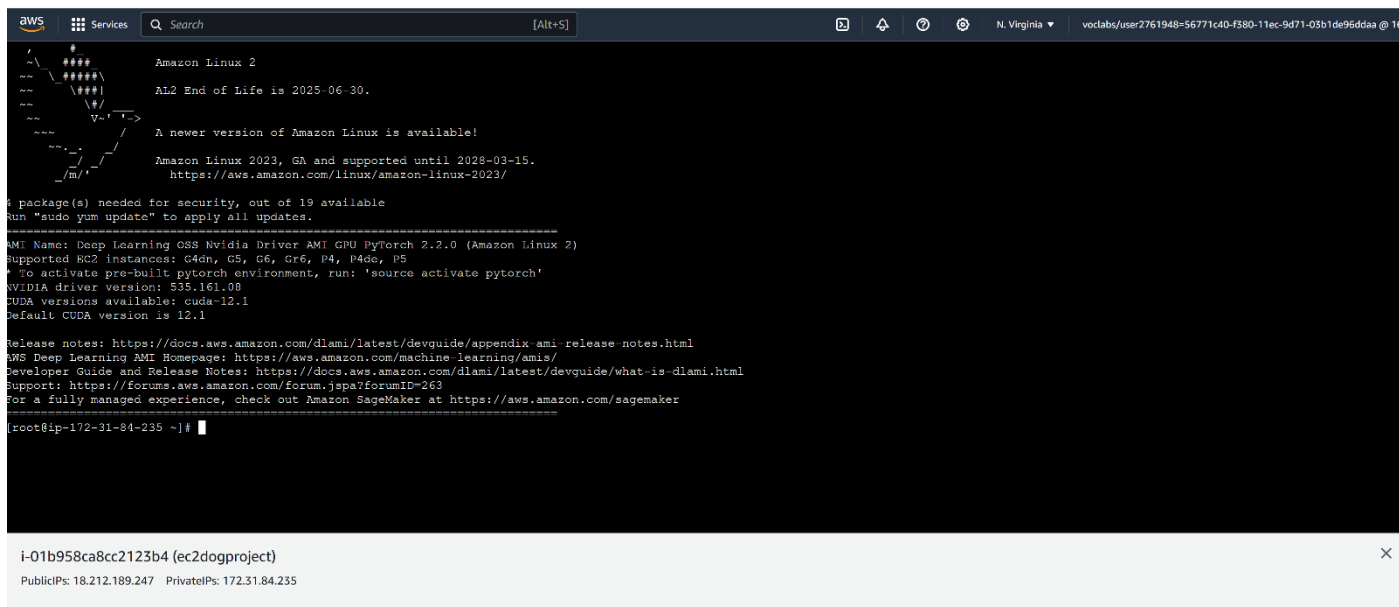 aws Services Search [Alt+S] N. Virginia voclabs/user2761948=56771c40-f380-11ec-9d71-03b1de96ddaa @
   ,     #_
   ~\_  ####_        Amazon Linux 2
  ~~  \_#####\
  ~~     \###|       AL2 End of Life is 2025-06-30.
  ~~       \#/ ___
   ~~       V~' '->
    ~~~         /    A newer version of Amazon Linux is available!
      ~~._.   _/
         _/ _/       Amazon Linux 2023, GA and supported until 2028-03-15.
       _/m/'           https://aws.amazon.com/linux/amazon-linux-2023/
4 package(s) needed for security, out of 19 available
Run "sudo yum update" to apply all updates.
=============================================================================
AMI Name: Deep Learning OSS Nvidia Driver AMI GPU PyTorch 2.2.0 (Amazon Linux 2)
Supported EC2 instances: G4dn, G5, G6, Gr6, P4, P4de, P5
* To activate pre-built pytorch environment, run: 'source activate pytorch'
NVIDIA driver version: 535.161.08
CUDA versions available: cuda-12.1
Default CUDA version is 12.1
Release notes: https://docs.aws.amazon.com/dlami/latest/devguide/appendix-ami-release-notes.html
AWS Deep Learning AMI Homepage: https://aws.amazon.com/machine-learning/amis/
Developer Guide and Release Notes: https://docs.aws.amazon.com/dlami/latest/devguide/what-is-dlami.html
Support: https://forums.aws.amazon.com/forum.jspa?forumID=263
For a fully managed experience, check out Amazon SageMaker at https://aws.amazon.com/sagemaker
=============================================================================
[root@ip-172-31-84-235 ~]#
i-01b958ca8cc2123b4 (ec2dogproject)
PublicIPs: 18.212.189.247 PrivateIPs: 172.31.84.235